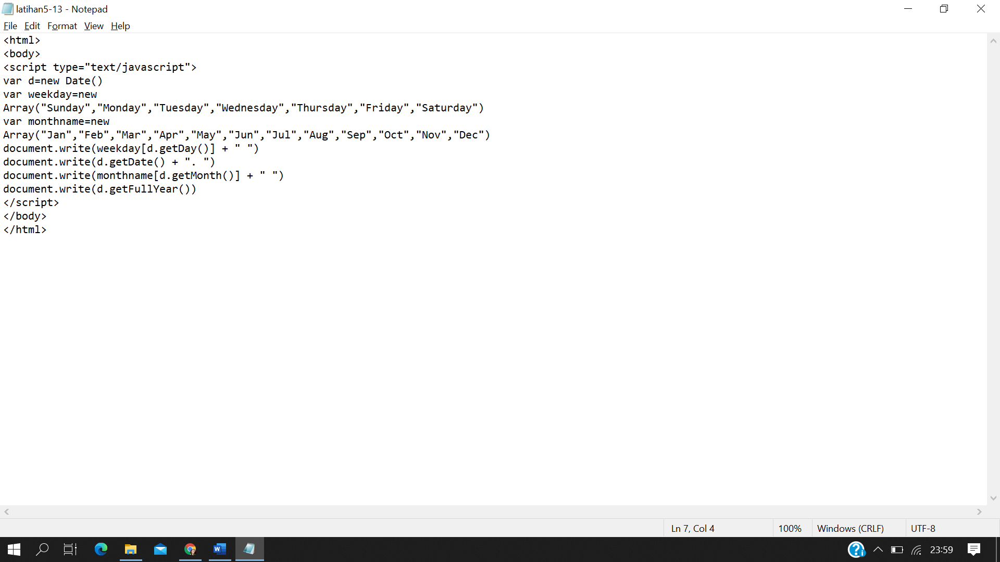 latihan5-13 - Notepad
File Edit Format View Help
<html>
<body>
<script type="text/javascript">
var d=new Date()
var weekday=new
Array("Sunday","Monday","Tuesday","Wednesday","Thursday","Friday","Saturday")
var monthname=new
Array("Jan","Feb","Mar","Apr","May","Jun","Jul","Aug","Sep","Oct","Nov","Dec")
document.write(weekday[d.getDay()] + " ")
document.write(d.getDate() + ". ")
document.write(monthname[d.getMonth()] + " ")
document.write(d.getFullYear())
</script>
</body>
</html>
Ln 7, Col 4 100% Windows (CRLF) UTF-8
23:59